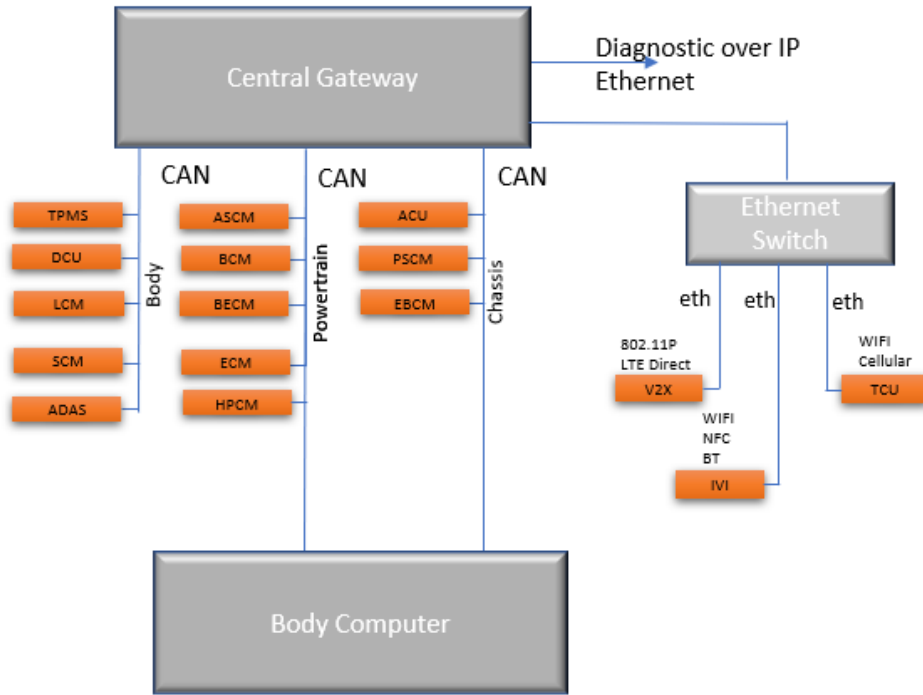 Central Gateway
Diagnostic over IP
Ethernet
CAN
CAN
CAN
TPMS
DCU
LCM
SCM
ADAS
Body
ASCM
BCM
BECM
ECM
HPCM
Powertrain
ACU
PSCM
EBCM
Chassis
Ethernet
Switch
eth
eth
eth
802.11P
LTE Direct
V2X
WIFI
NFC
BT
IVI
WIFI
Cellular
TCU
Body Computer